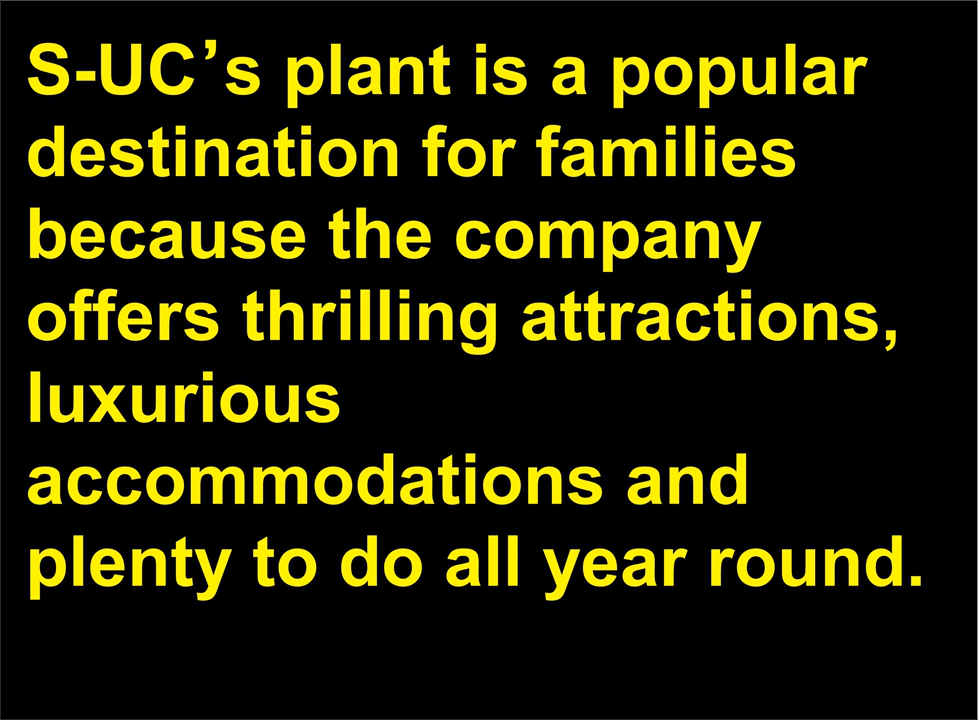 S-UC’s plant is a popular
destination for families
because the company
offers thrilling attractions,
luxurious
accommodations and
plenty to do all year round.